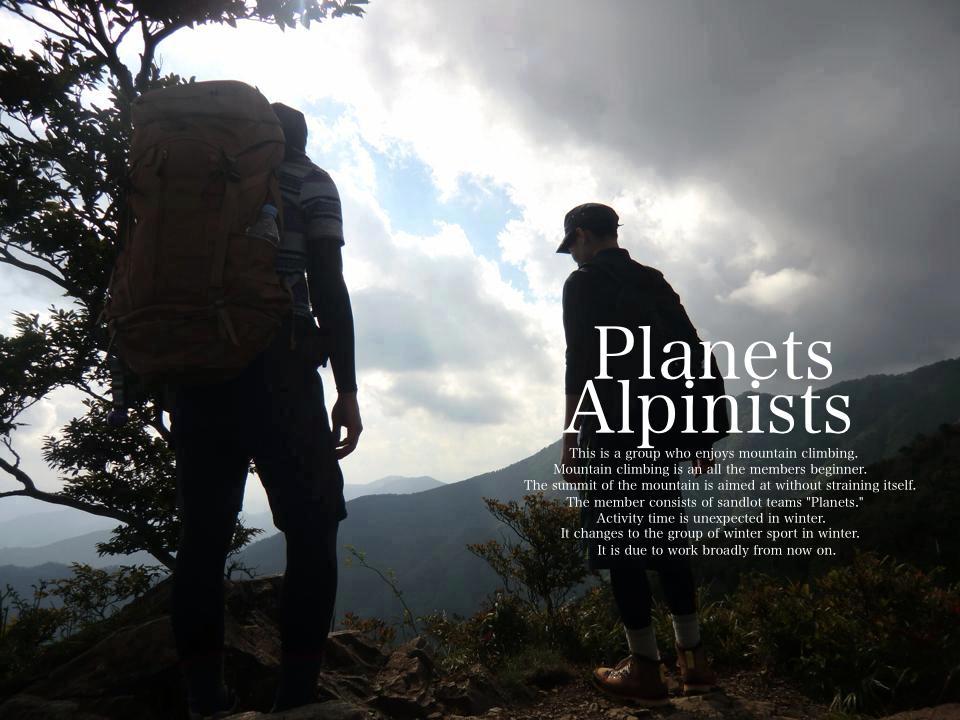 Planets
Alpinists
This is a group who enjoys mountain climbing.
Mountain climbing is an all the members beginner.
The summit of the mountain is aimed at without straining itself.
The member consists of sandlot teams "Planets."
Activity time is unexpected in winter.
It changes to the group of winter sport in winter.
It is due to work broadly from now on.